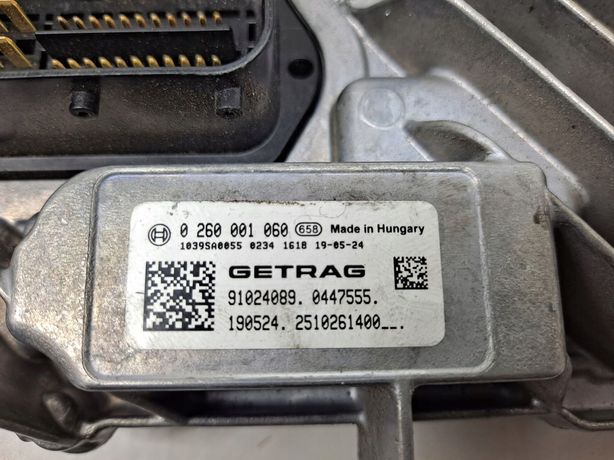 0 260 001 060 658 Made in Hungary
1039SA0055 0234 1618 19-05-24
GETRAG
91024089. 0447555.
190524. 2510261400__.